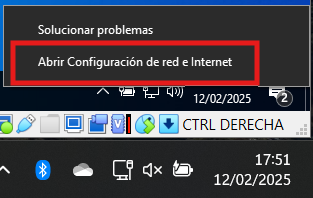 Solucionar problemas
Abrir Configuración de red e Internet
12/02/2025
2
CTRL DERECHA
17:51
12/02/2025